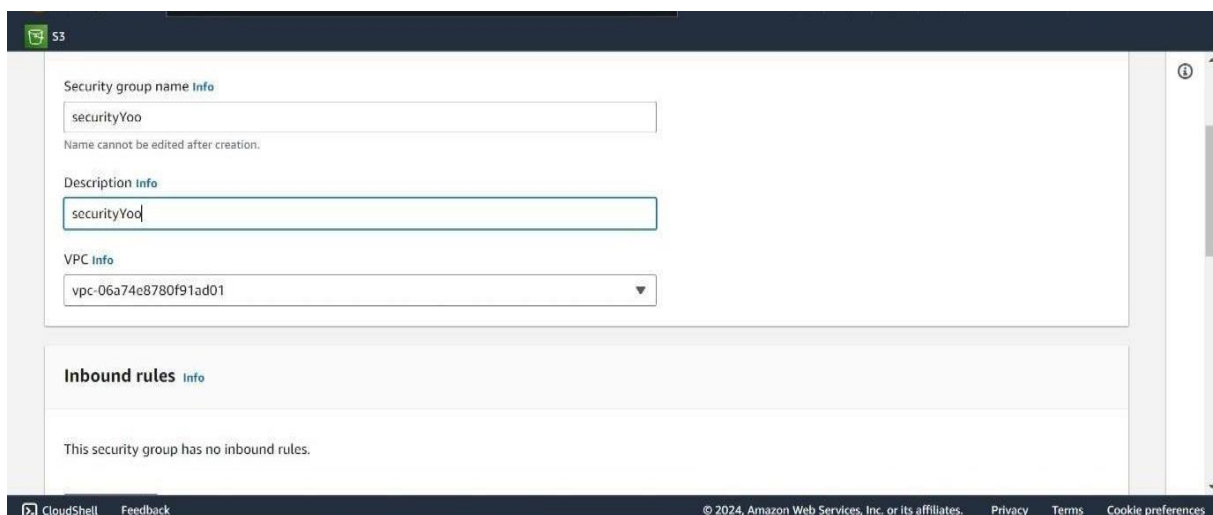 S3
Security group name Info
securityYoo
Name cannot be edited after creation.
Description Info
securityYoo
VPC Info
vpc-06a74e8780f91ad01
Inbound rules Info
This security group has no inbound rules.
CloudShell Feedback © 2024, Amazon Web Services, Inc. or its affiliates. Privacy Terms Cookie preferences